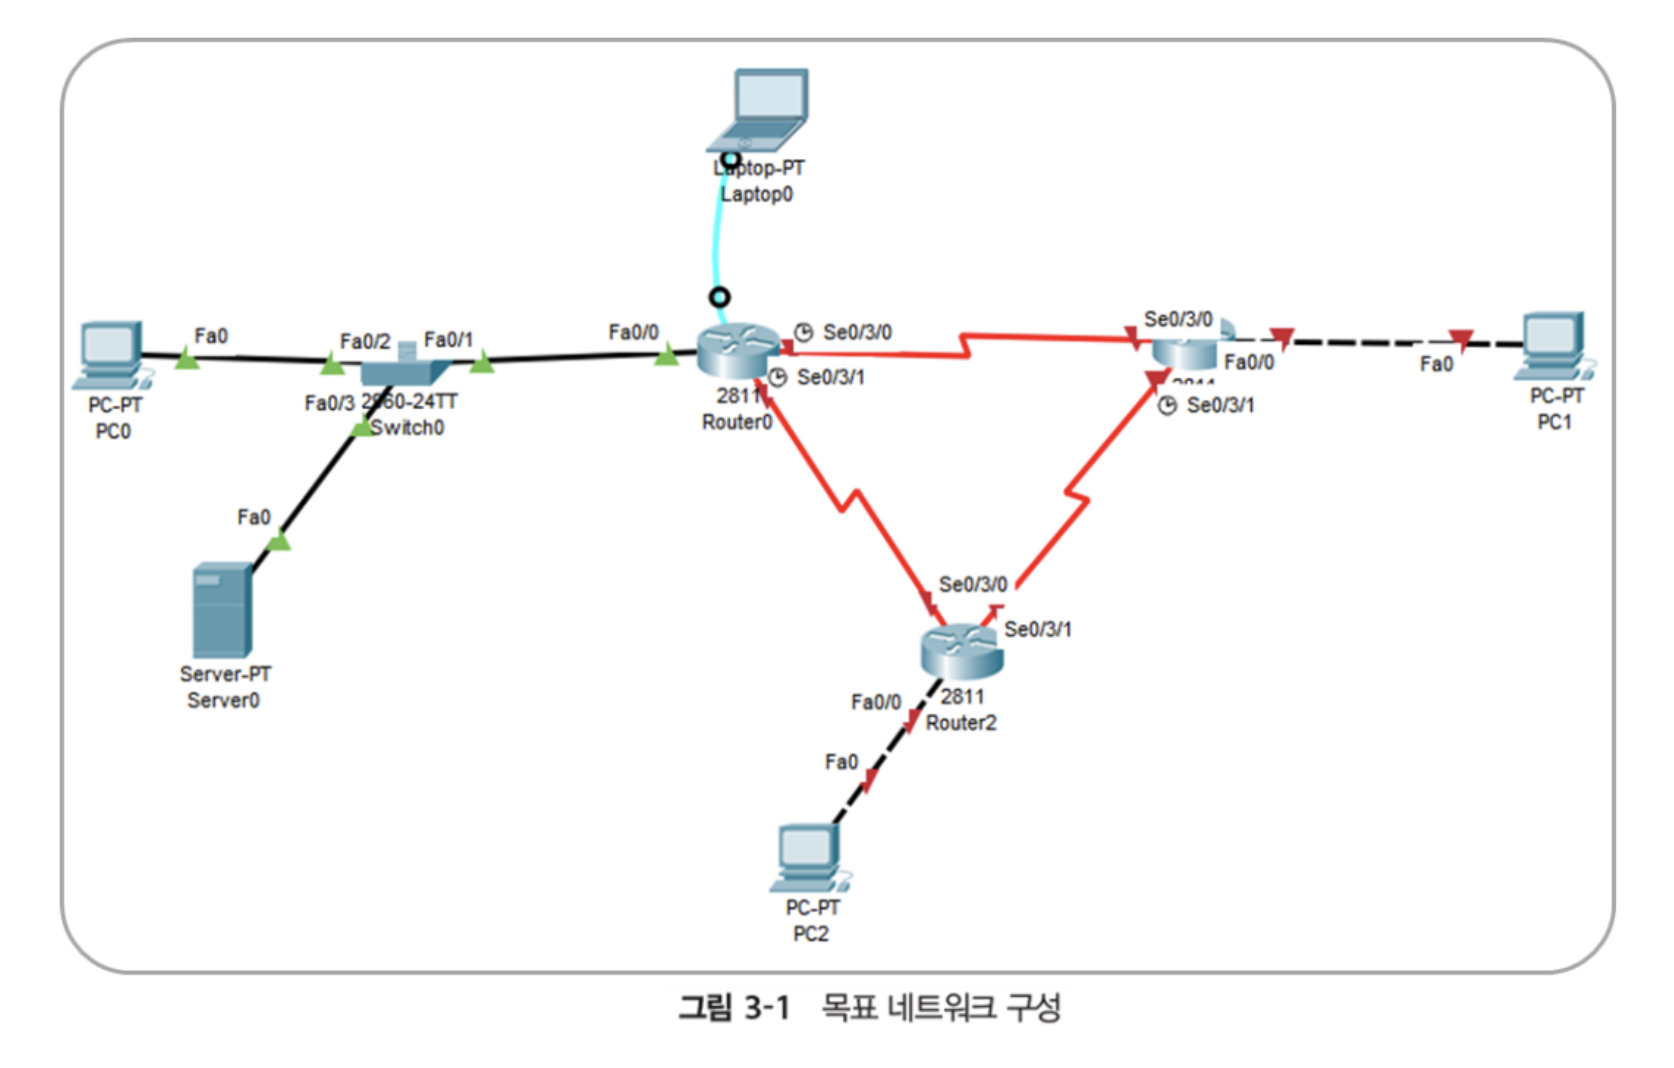 Laptop-PT
Laptop0
Fa0
Fa0/2
Fa0/1
Fa0/0
Se0/3/0
Se0/3/0
Fa0/0
Fa0
Se0/3/1
Se0/3/1
PC-PT
PC0
Fa0/3
2960-24TT
Switch0
2811
Router0
2811
PC-PT
PC1
Fa0
Se0/3/0
Se0/3/1
Server-PT
Server0
Fa0/0
2811
Router2
Fa0
PC-PT
PC2
그림 3-1 목표 네트워크 구성